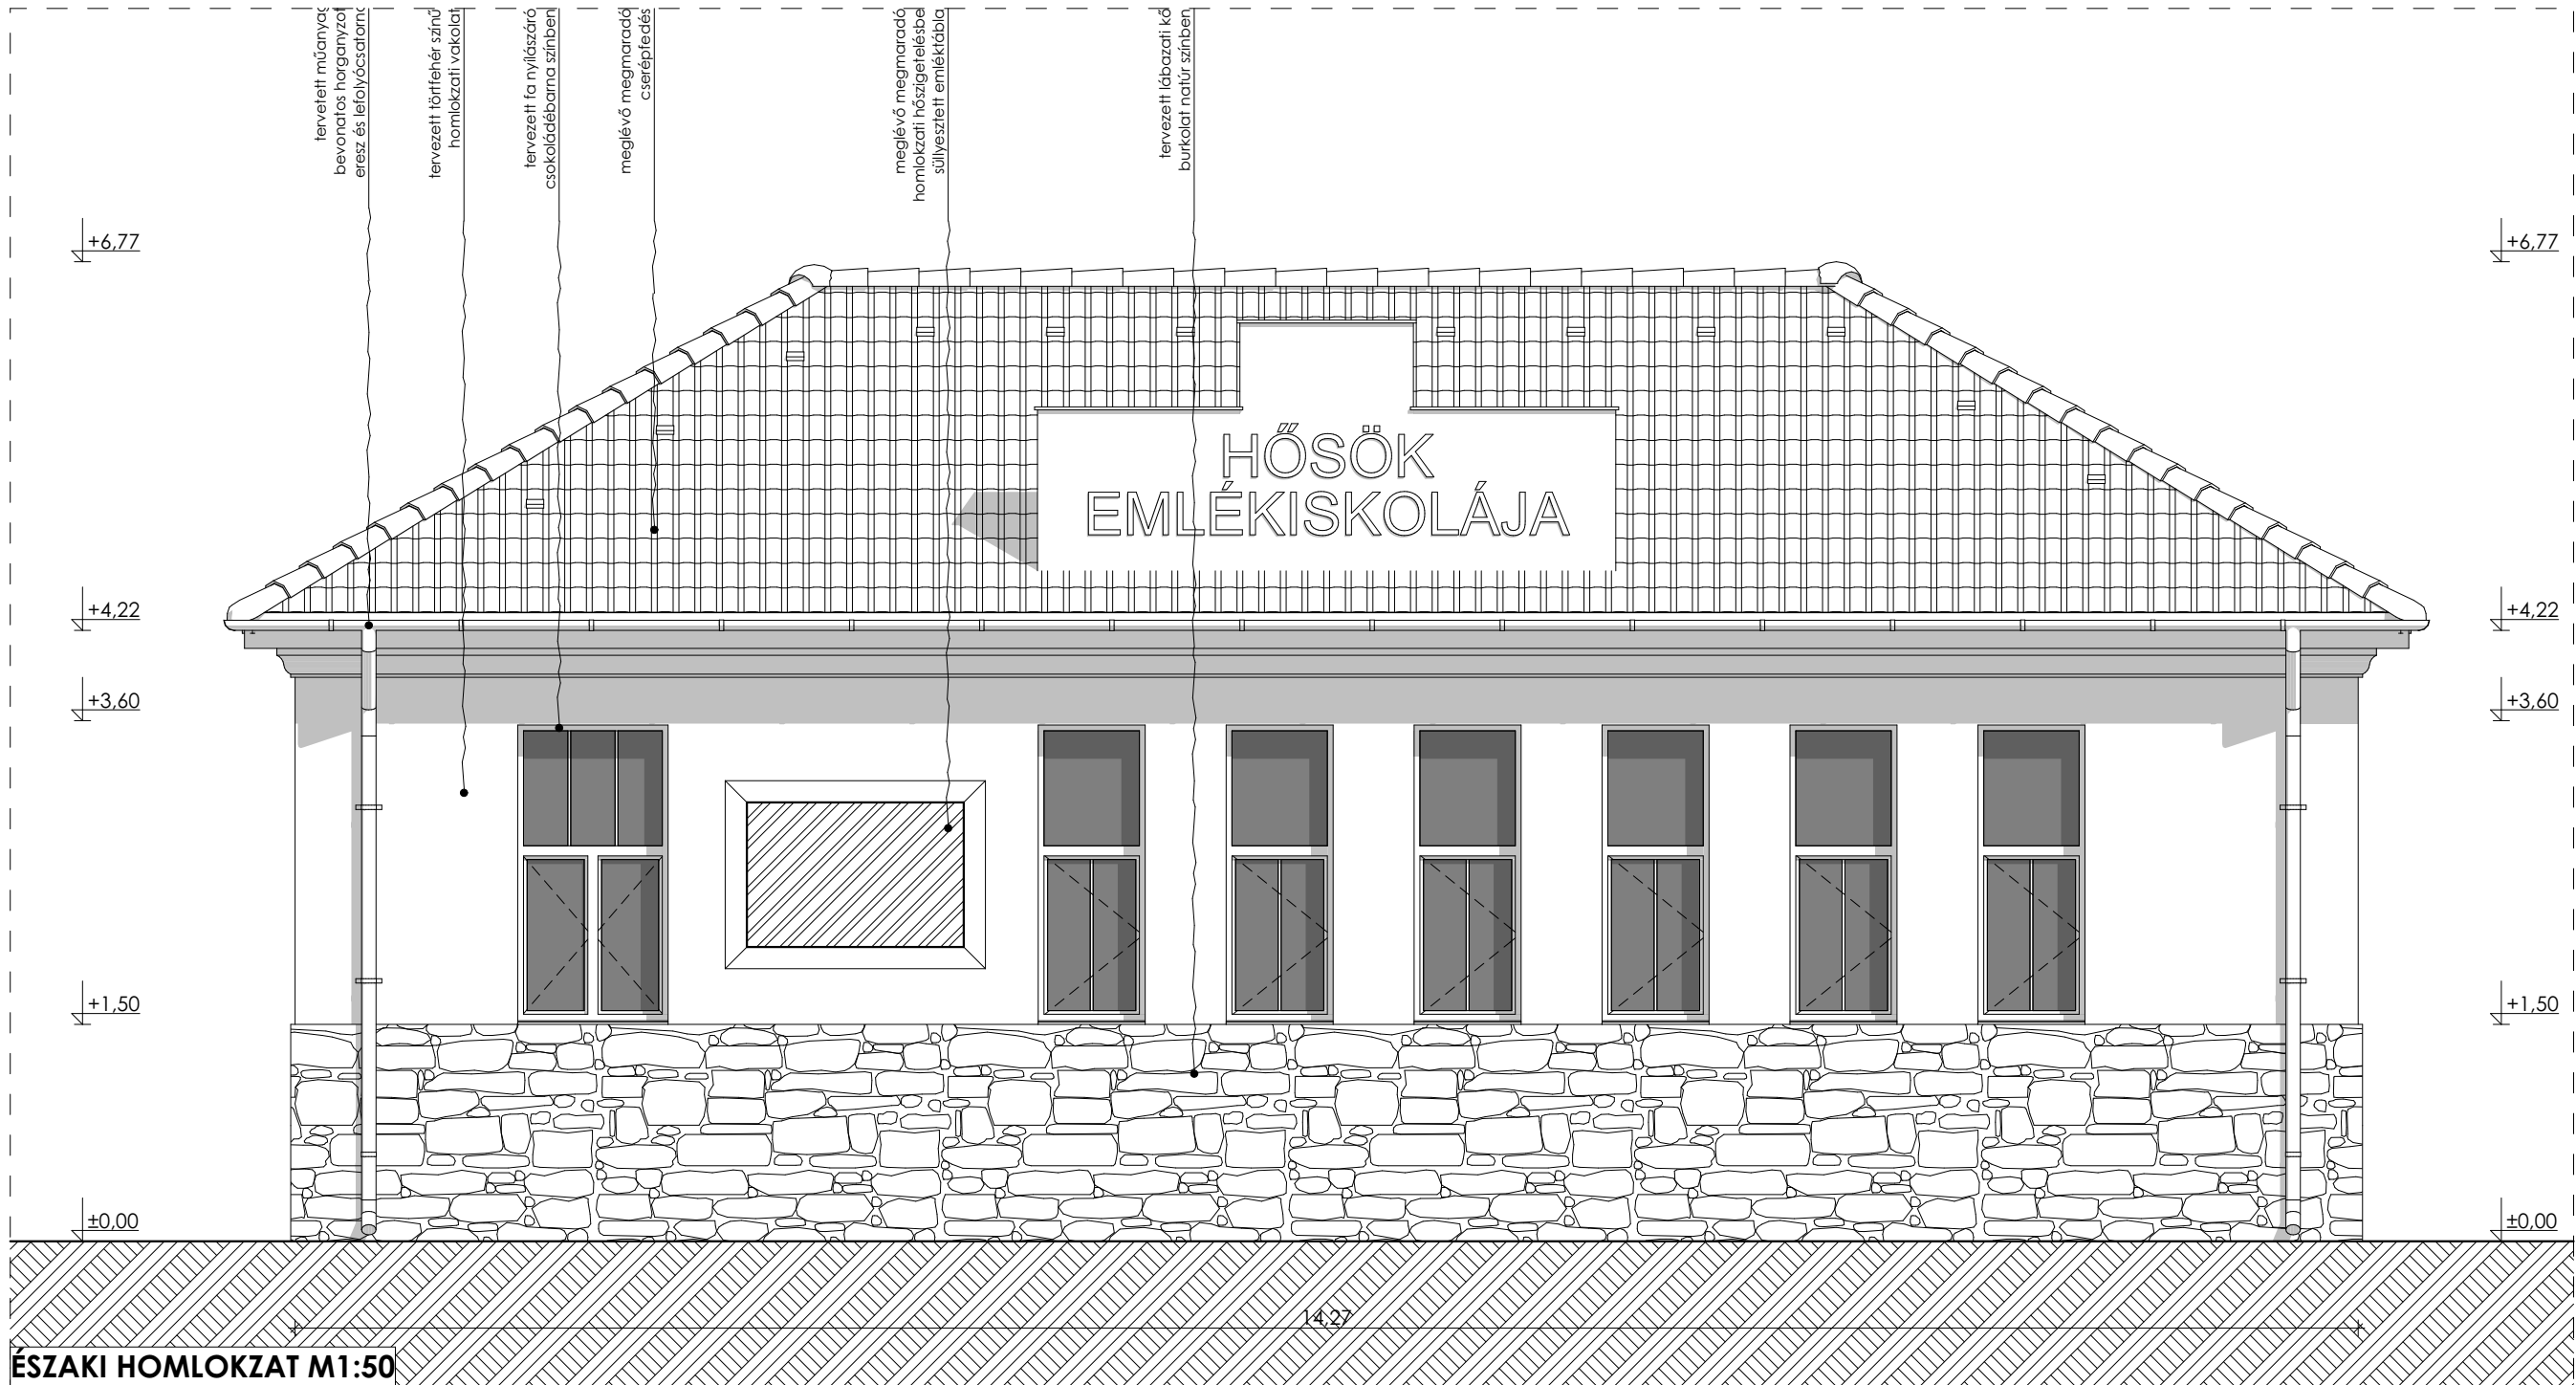 tervetett műanyag
bevonatos horganyzott
eresz és lefolyócsatorna
tervezett törtfehér színű
homlokzati vakolat
tervezett fa nyílászáró
csokoládébarna színben
meglévő megmaradó
cserépfedés
meglévő megmaradó
homlokzati hőszigetelésbe
süllyesztett emléktábla
tervezett lábazati kő
burkolat natúr színben
+6,77
+6,77
HŐSÖK
EMLÉKISKOLÁJA
+4,22
+4,22
+3,60
+3,60
+1,50
+1,50
±0,00
±0,00
14,27
ÉSZAKI HOMLOKZAT M1:50